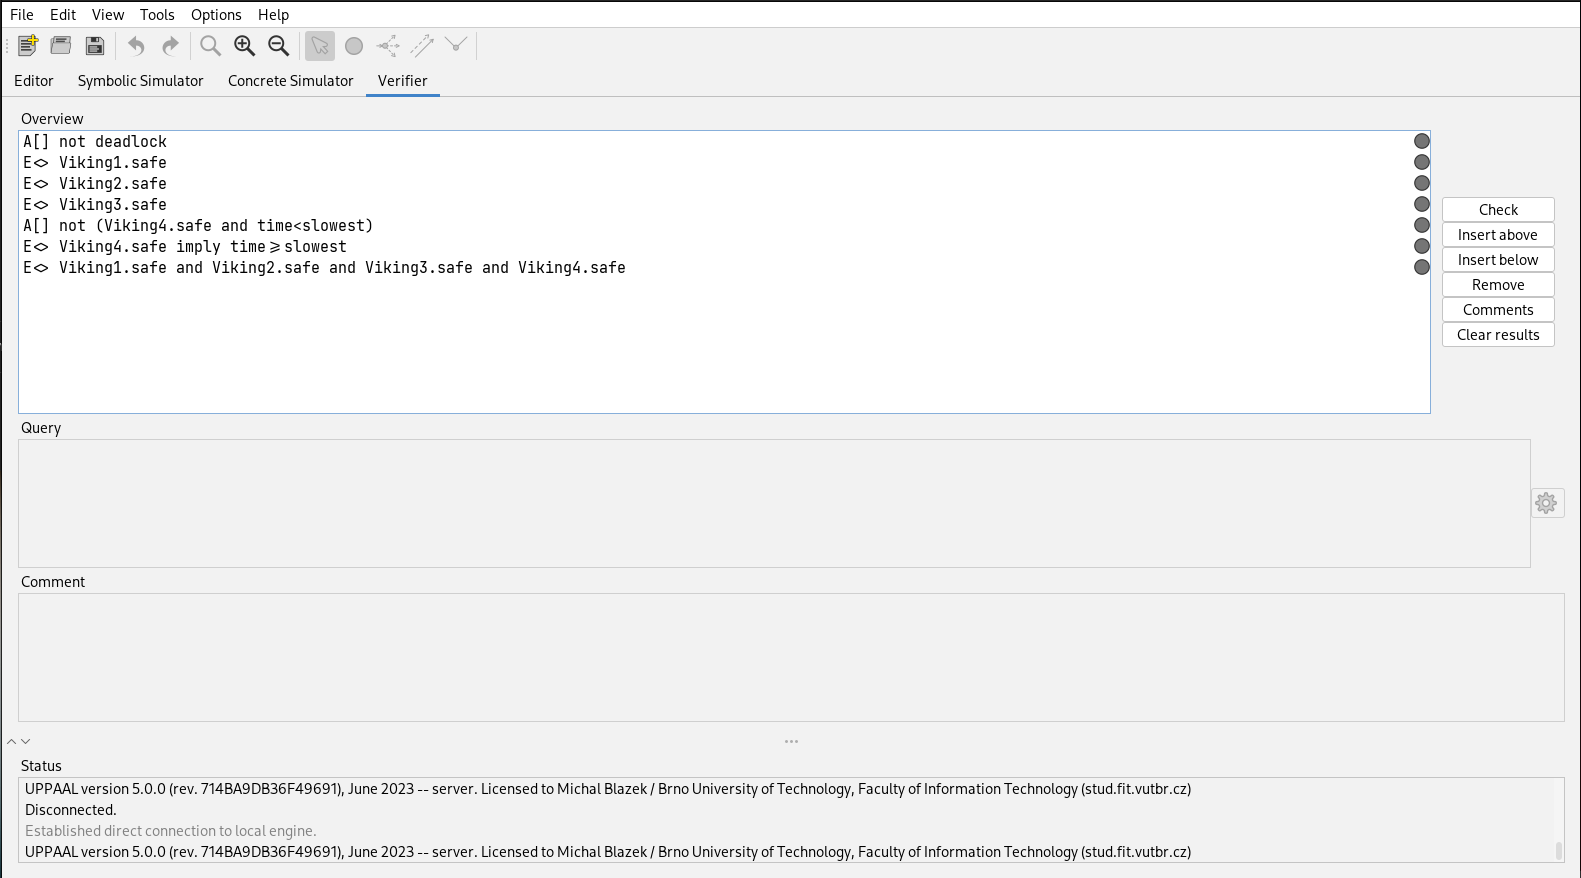 File Edit View Tools Options Help
Editor Symbolic Simulator Concrete Simulator Verifier
Overview
A[] not deadlock
E<> Viking1.safe
E<> Viking2.safe
E<> Viking3.safe
A[] not (Viking4.safe and time<slowest)
E<> Viking4.safe imply time>=slowest
E<> Viking1.safe and Viking2.safe and Viking3.safe and Viking4.safe
Check
Insert above
Insert below
Remove
Comments
Clear results
Query
Comment
Status
UPPAAL version 5.0.0 (rev. 714BA9DB36F49691), June 2023 -- server. Licensed to Michal Blazek / Brno University of Technology, Faculty of Information Technology (stud.fit.vutbr.cz)
Disconnected.
Established direct connection to local engine.
UPPAAL version 5.0.0 (rev. 714BA9DB36F49691), June 2023 -- server. Licensed to Michal Blazek / Brno University of Technology, Faculty of Information Technology (stud.fit.vutbr.cz)